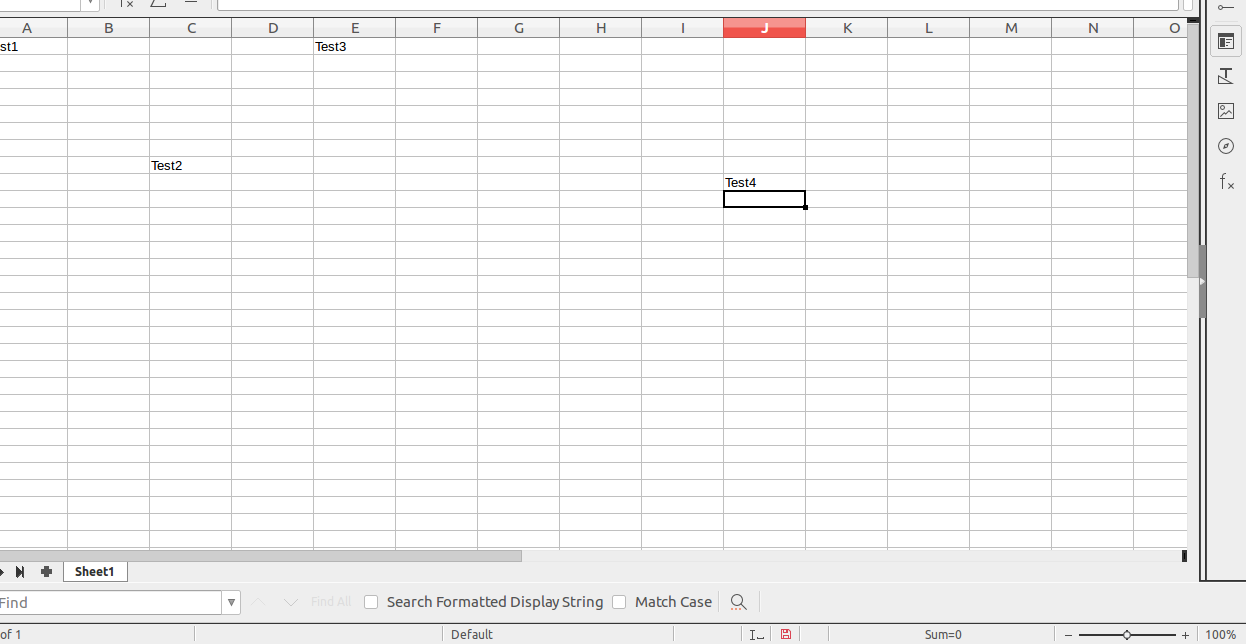 A B C D E F G H I J K L M N O
st1 Test3
Test2
Test4
Sheet1
Find Find All Search Formatted Display String Match Case
of 1 Default Sum=0 100%